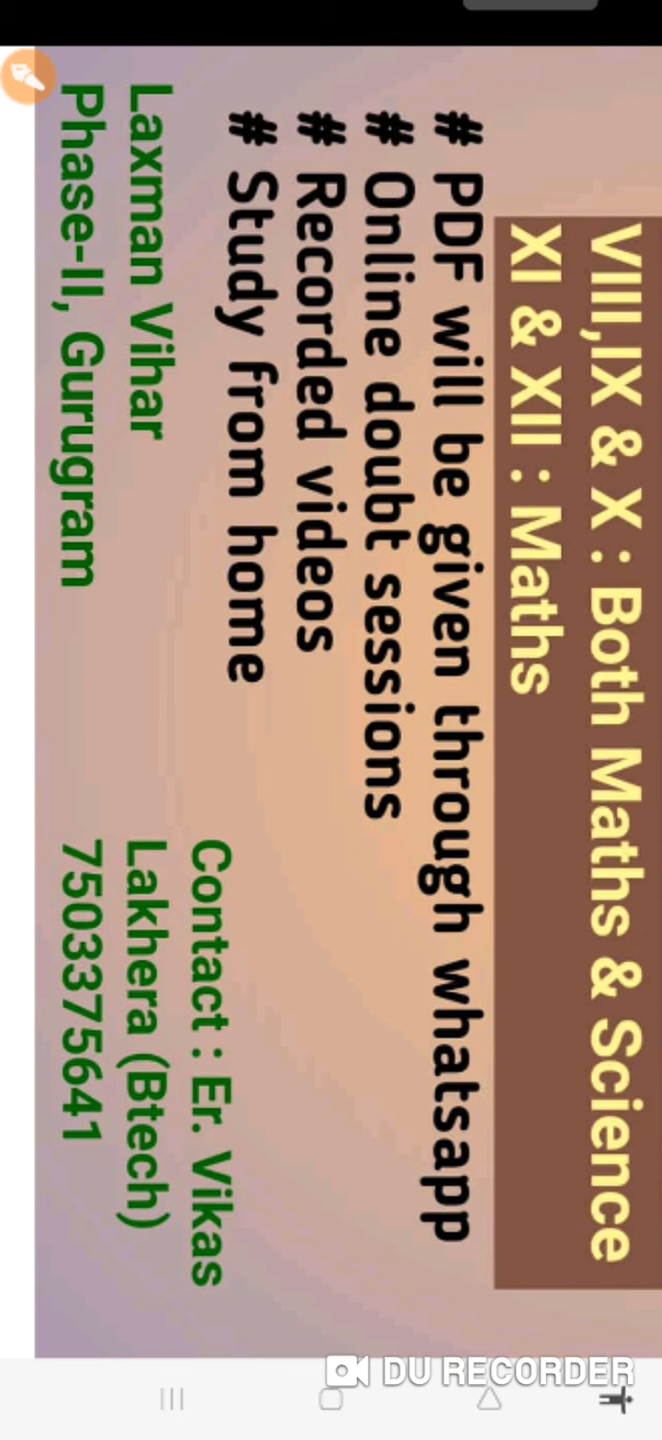 VIII,IX & X : Both Maths & Science
XI & XII : Maths
# PDF will be given through whatsapp
# Online doubt sessions
# Recorded videos
# Study from home
Laxman Vihar
Phase-II, Gurugram
Contact : Er. Vikas
Lakhera (Btech)
7503375641
DU RECORDER